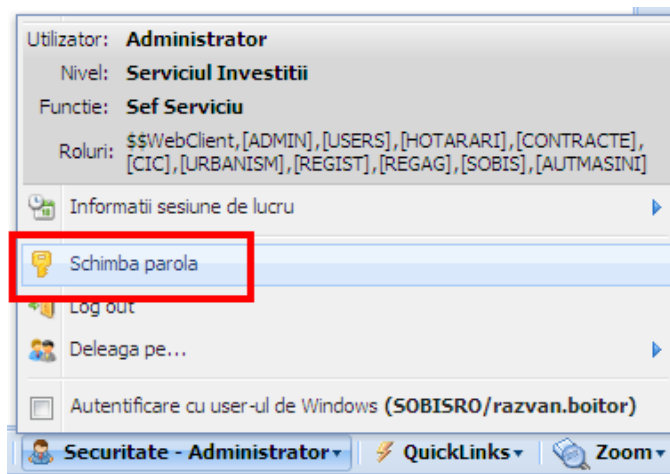 Utilizator: Administrator
Nivel: Serviciul Investitii
Functie: Sef Serviciu
Roluri: $$WebClient,[ADMIN],[USERS],[HOTARARI],[CONTRACTE],
[CIC],[URBANISM],[REGIST],[REGAG],[SOBIS],[AUTMASINI]
Informatii sesiune de lucru
Schimba parola
Log out
Deleaga pe...
Autentificare cu user-ul de Windows (SOBISRO/razvan.boitor)
Securitate - Administrator QuickLinks Zoom